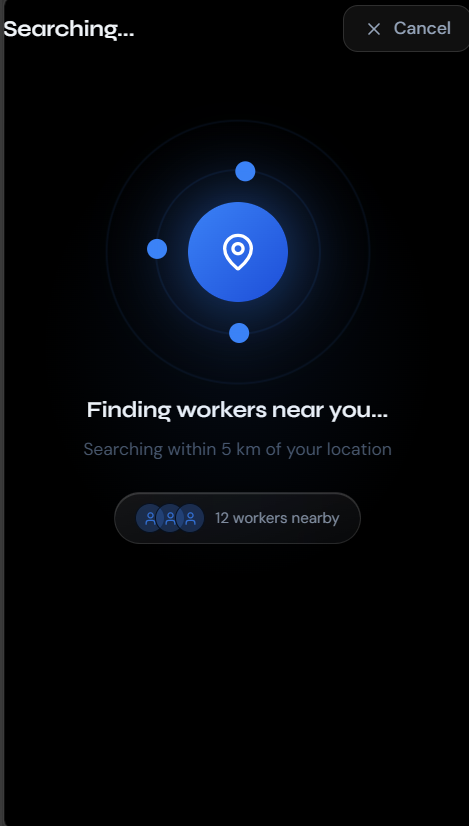 Searching...
Cancel
Finding workers near you...
Searching within 5 km of your location
12 workers nearby